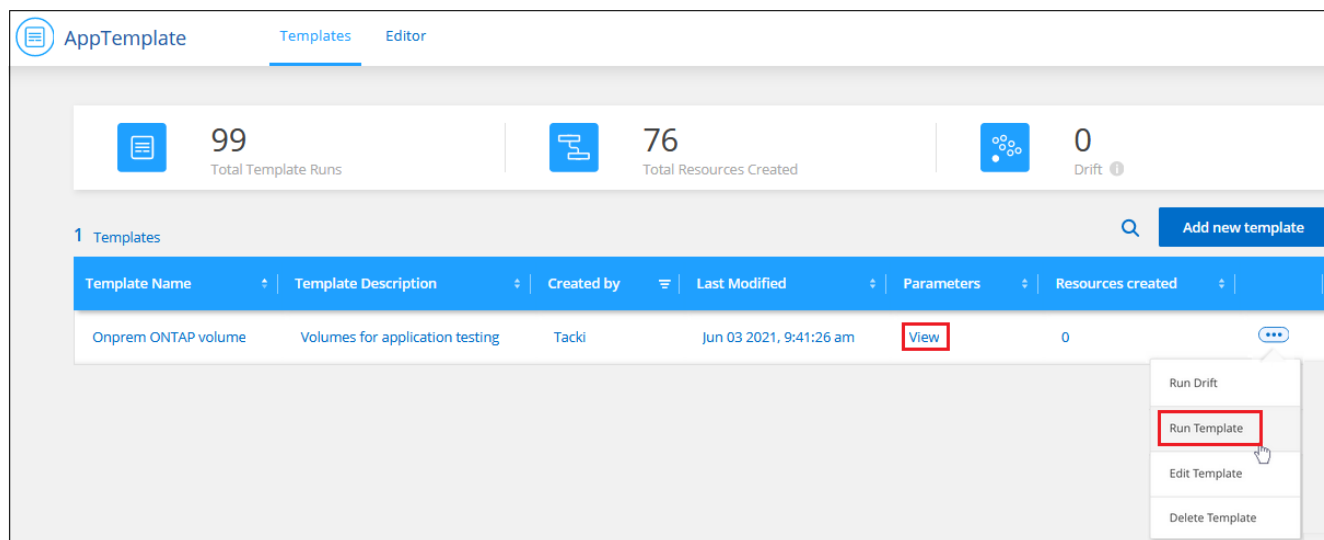 AppTemplate Templates Editor
99
Total Template Runs
76
Total Resources Created
0
Drift
1 Templates
Add new template
Template Name Template Description Created by Last Modified Parameters Resources created
Onprem ONTAP volume Volumes for application testing Tacki Jun 03 2021, 9:41:26 am View 0
Run Drift
Run Template
Edit Template
Delete Template